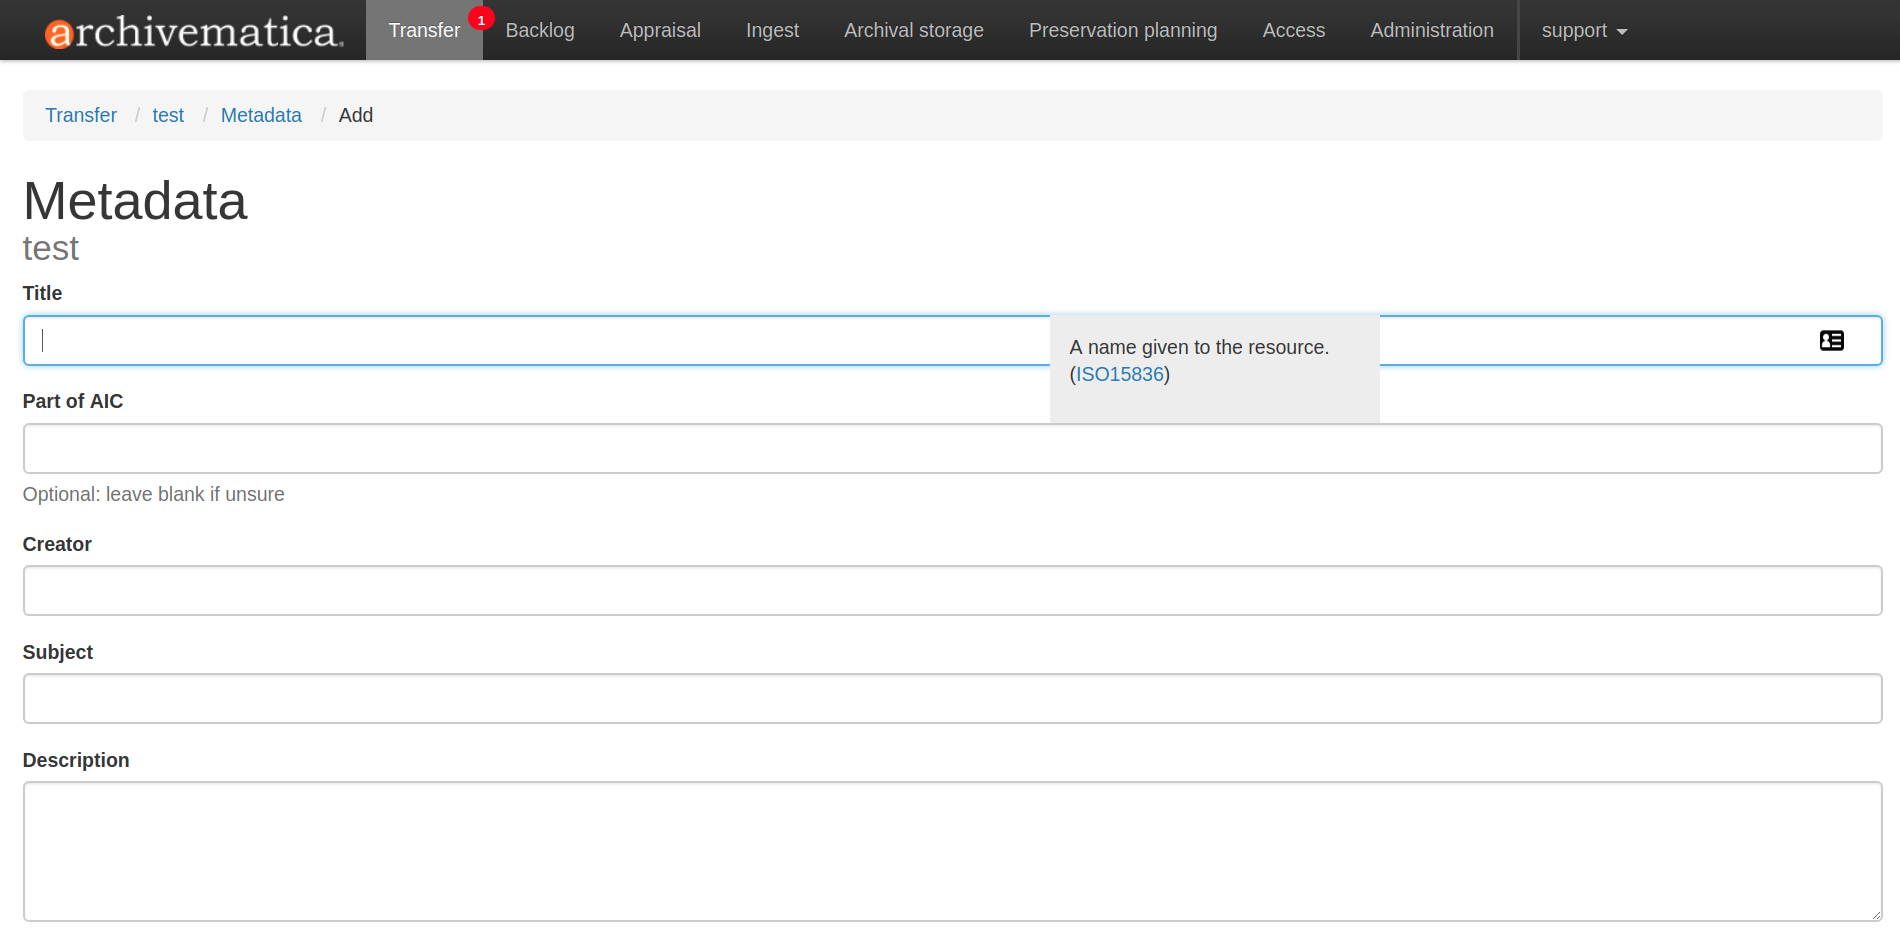 archivematica
Transfer 1 Backlog Appraisal Ingest Archival storage Preservation planning Access Administration support
Transfer / test / Metadata / Add
Metadata
test
Title
A name given to the resource.
(ISO15836)
Part of AIC
Optional: leave blank if unsure
Creator
Subject
Description